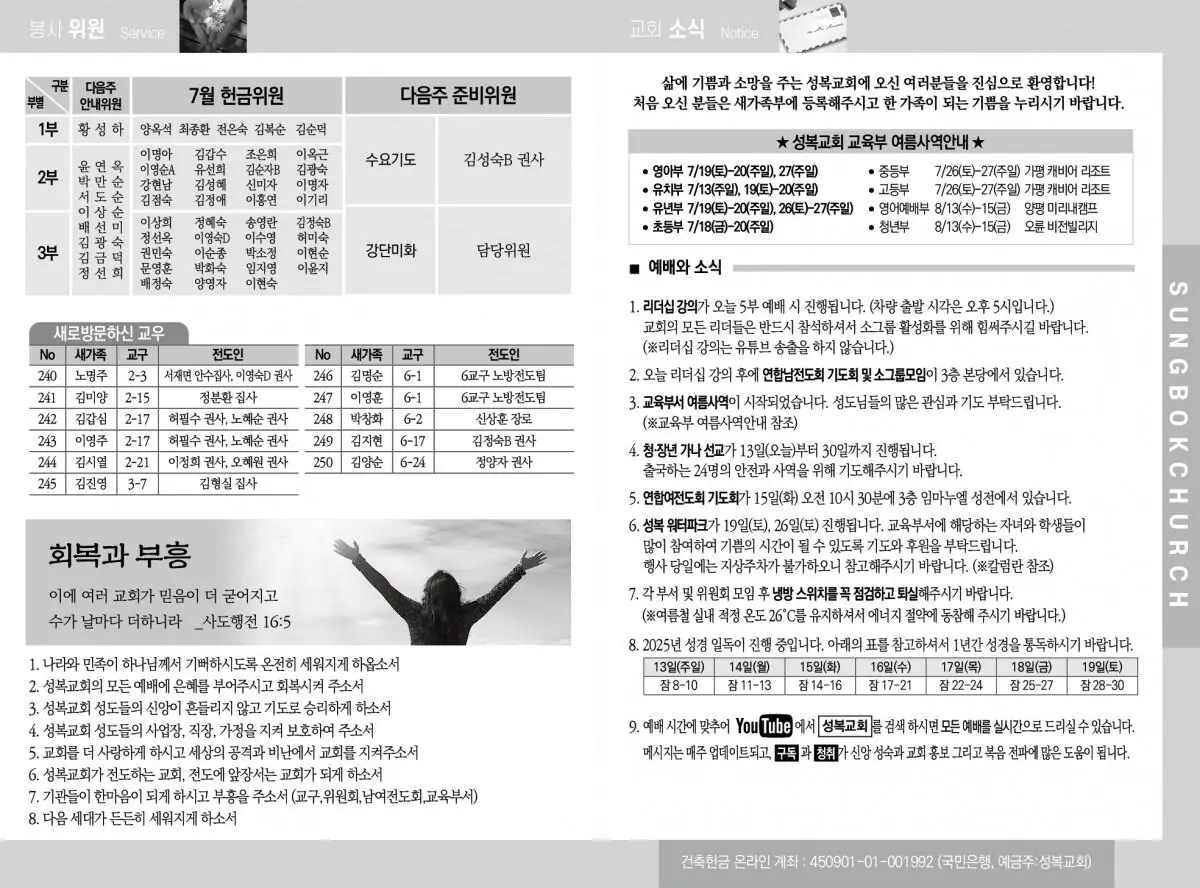 봉사 위원 Service
구분
부별
다음주
안내위원
7월 헌금위원
다음주 준비위원
1부
황 성 하
양옥석 최종환 전은숙 김복순 김순덕
2부
윤 연 옥
박 만 순
서 도 순
이 상 순
배 선 미
김 광 숙
김 금 덕
정 선 희
이명아 김갑수 조은희 이옥근
이영순A 유선희 김순자B 김광숙
강현남 김성혜 신미자 이명자
김점숙 김정애 이홍연 이기리
3부
이상희 정혜숙 송영란 김정숙B
정선옥 이영숙D 이수영 허미숙
권민숙 이순종 박소정 이현순
문영훈 박화숙 임지영 이윤지
배정숙 양영자 이현숙
수요기도
김성숙B 권사
강단미화
담당위원
새로방문하신 교우
No 새가족 교구 전도인
240 노명주 2-3 서재면 안수집사, 이영숙D 권사
241 김미양 2-15 정분환 집사
242 김갑심 2-17 허필수 권사, 노혜순 권사
243 이영주 2-17 허필수 권사, 노혜순 권사
244 김시열 2-21 이정희 권사, 오혜원 권사
245 김진영 3-7 김형실 집사
No 새가족 교구 전도인
246 김명순 6-1 6교구 노방전도팀
247 이영훈 6-1 6교구 노방전도팀
248 박창화 6-2 신상훈 장로
249 김지현 6-17 김정숙B 권사
250 김양순 6-24 정양자 권사
회복과 부흥
이에 여러 교회가 믿음이 더 굳어지고
수가 날마다 더하니라 _사도행전 16:5
1. 나라와 민족이 하나님께서 기뻐하시도록 온전히 세워지게 하옵소서
2. 성복교회의 모든 예배에 은혜를 부어주시고 회복시켜 주소서
3. 성복교회 성도들의 신앙이 흔들리지 않고 기도로 승리하게 하소서
4. 성복교회 성도들의 사업장, 직장, 가정을 지켜 보호하여 주소서
5. 교회를 더 사랑하게 하시고 세상의 공격과 비난에서 교회를 지켜주소서
6. 성복교회가 전도하는 교회, 전도에 앞장서는 교회가 되게 하소서
7. 기관들이 한마음이 되게 하시고 부흥을 주소서 (교구,위원회,남여전도회,교육부서)
8. 다음 세대가 든든히 세워지게 하소서
교회 소식 Notice
삶에 기쁨과 소망을 주는 성복교회에 오신 여러분들을 진심으로 환영합니다!
처음 오신 분들은 새가족부에 등록해주시고 한 가족이 되는 기쁨을 누리시기 바랍니다.
★ 성복교회 교육부 여름사역안내 ★
• 영아부 7/19(토)-20(주일), 27(주일)
• 유치부 7/13(주일), 19(토)-20(주일)
• 유년부 7/19(토)-20(주일), 26(토)-27(주일)
• 초등부 7/18(금)-20(주일)
• 중등부 7/26(토)-27(주일) 가평 캐비어 리조트
• 고등부 7/26(토)-27(주일) 가평 캐비어 리조트
• 영어예배부 8/13(수)-15(금) 양평 미리내캠프
• 청년부 8/13(수)-15(금) 오륜 비전빌리지
■ 예배와 소식
1. 리더십 강의가 오늘 5부 예배 시 진행됩니다. (차량 출발 시각은 오후 5시입니다.)
교회의 모든 리더들은 반드시 참석하셔서 소그룹 활성화를 위해 힘써주시길 바랍니다.
(※리더십 강의는 유튜브 송출을 하지 않습니다.)
2. 오늘 리더십 강의 후에 연합남전도회 기도회 및 소그룹모임이 3층 본당에서 있습니다.
3. 교육부서 여름사역이 시작되었습니다. 성도님들의 많은 관심과 기도 부탁드립니다.
(※교육부 여름사역안내 참조)
4. 청·장년 가나 선교가 13일(오늘)부터 30일까지 진행됩니다.
출국하는 24명의 안전과 사역을 위해 기도해주시기 바랍니다.
5. 연합여전도회 기도회가 15일(화) 오전 10시 30분에 3층 임마누엘 성전에서 있습니다.
6. 성복 워터파크가 19일(토), 26일(토) 진행됩니다. 교육부서에 해당하는 자녀와 학생들이
많이 참여하여 기쁨의 시간이 될 수 있도록 기도와 후원을 부탁드립니다.
행사 당일에는 지상주차가 불가하오니 참고해주시기 바랍니다. (※칼럼란 참조)
7. 각 부서 및 위원회 모임 후 냉방 스위치를 꼭 점검하고 퇴실해주시기 바랍니다.
(※여름철 실내 적정 온도 26℃를 유지하셔서 에너지 절약에 동참해 주시기 바랍니다.)
8. 2025년 성경 일독이 진행 중입니다. 아래의 표를 참고하셔서 1년간 성경을 통독하시기 바랍니다.
13일(주일) 14일(월) 15일(화) 16일(수) 17일(목) 18일(금) 19일(토)
잠 8-10 잠 11-13 잠 14-16 잠 17-21 잠 22-24 잠 25-27 잠 28-30
9. 예배 시간에 맞추어 YouTube에서 성복교회를 검색 하시면 모든 예배를 실시간으로 드리실 수 있습니다.
메시지는 매주 업데이트되고, 구독 과 청취가 신앙 성숙과 교회 홍보 그리고 복음 전파에 많은 도움이 됩니다.
SUNGBOKCHURCH
건축헌금 온라인 계좌 : 450901-01-001992 (국민은행, 예금주:성복교회)